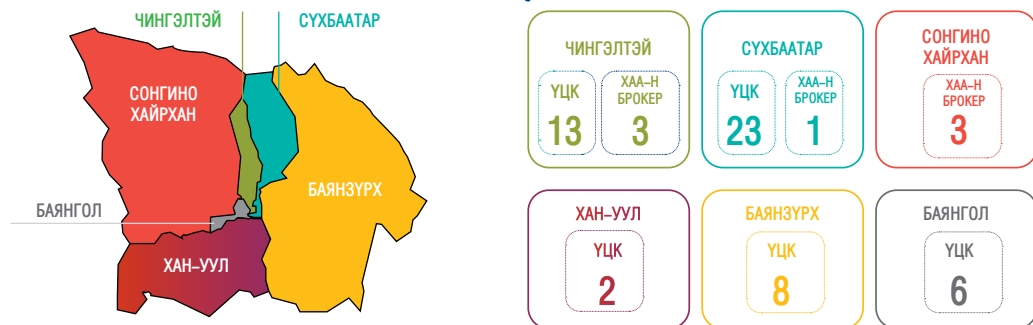 ЧИНГЭЛТЭЙ
СҮХБААТАР
СОНГИНО
ХАЙРХАН
БАЯНЗҮРХ
БАЯНГОЛ
ХАН-УУЛ
ЧИНГЭЛТЭЙ
ҮЦК
13
ХАА-Н
БРОКЕР
3
СҮХБААТАР
ҮЦК
23
ХАА-Н
БРОКЕР
1
СОНГИНО
ХАЙРХАН
ХАА-Н
БРОКЕР
3
ХАН-УУЛ
ҮЦК
2
БАЯНЗҮРХ
ҮЦК
8
БАЯНГОЛ
ҮЦК
6